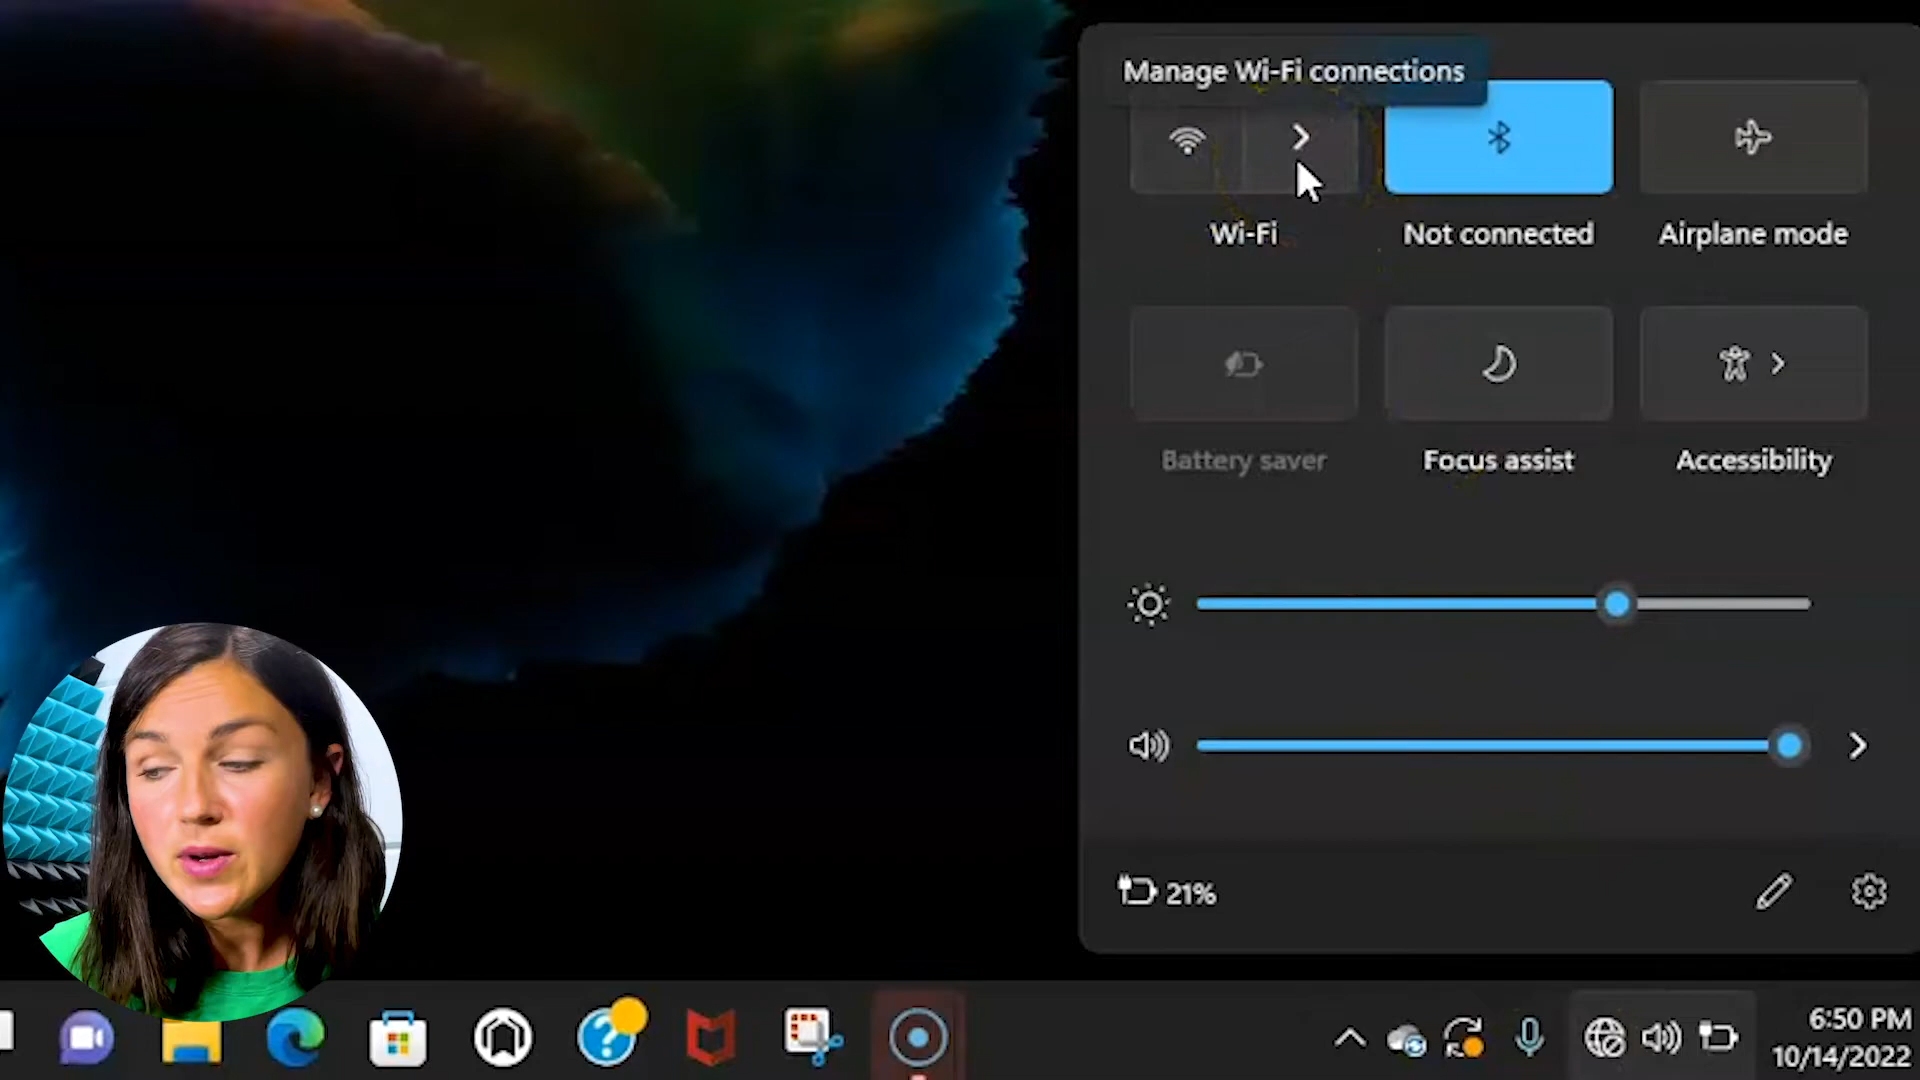 Manage Wi-Fi connections
Wi-Fi
Not connected
Airplane mode
Battery saver
Focus assist
Accessibility
21%
6:50 PM
10/14/2022